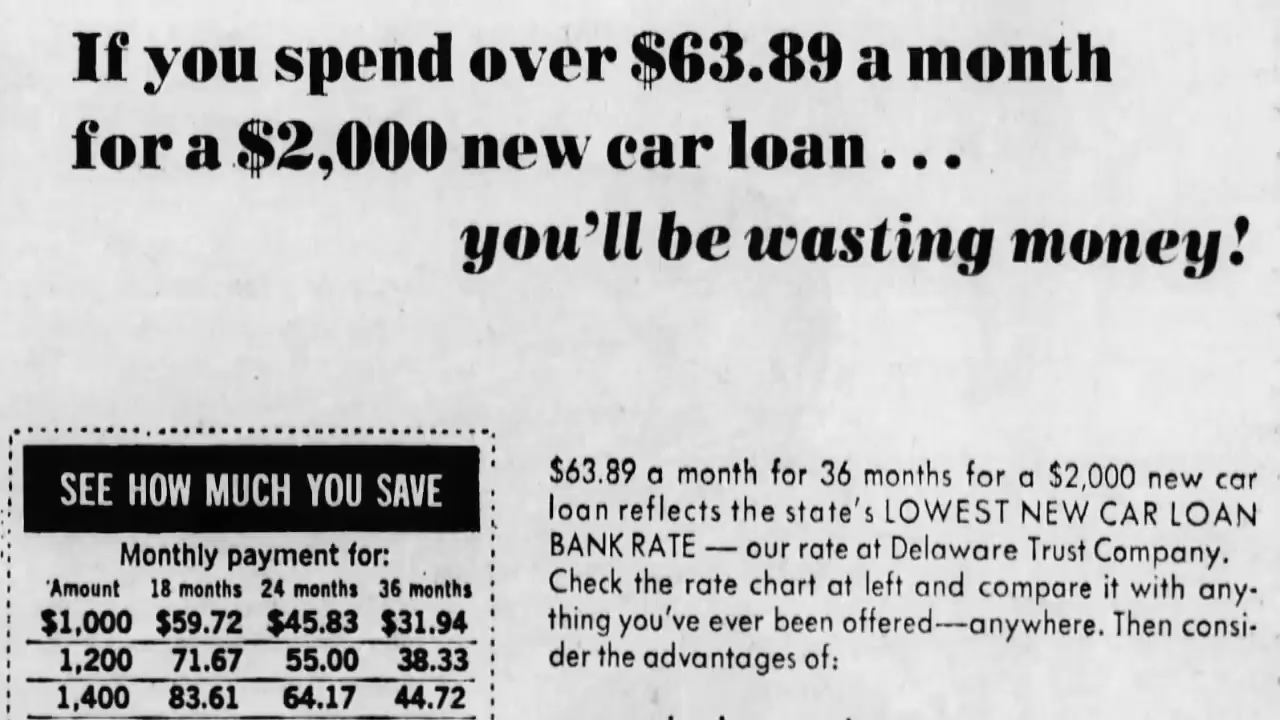 If you spend over $63.89 a month
for a $2,000 new car loan...
you'll be wasting money!
SEE HOW MUCH YOU SAVE
Monthly payment for:
Amount 18 months 24 months 36 months
$1,000 $59.72 $45.83 $31.94
1,200 71.67 55.00 38.33
1,400 83.61 64.17 44.72
$63.89 a month for 36 months for a $2,000 new car
loan reflects the state's LOWEST NEW CAR LOAN
BANK RATE — our rate at Delaware Trust Company.
Check the rate chart at left and compare it with any-
thing you've ever been offered—anywhere. Then consi-
der the advantages of: